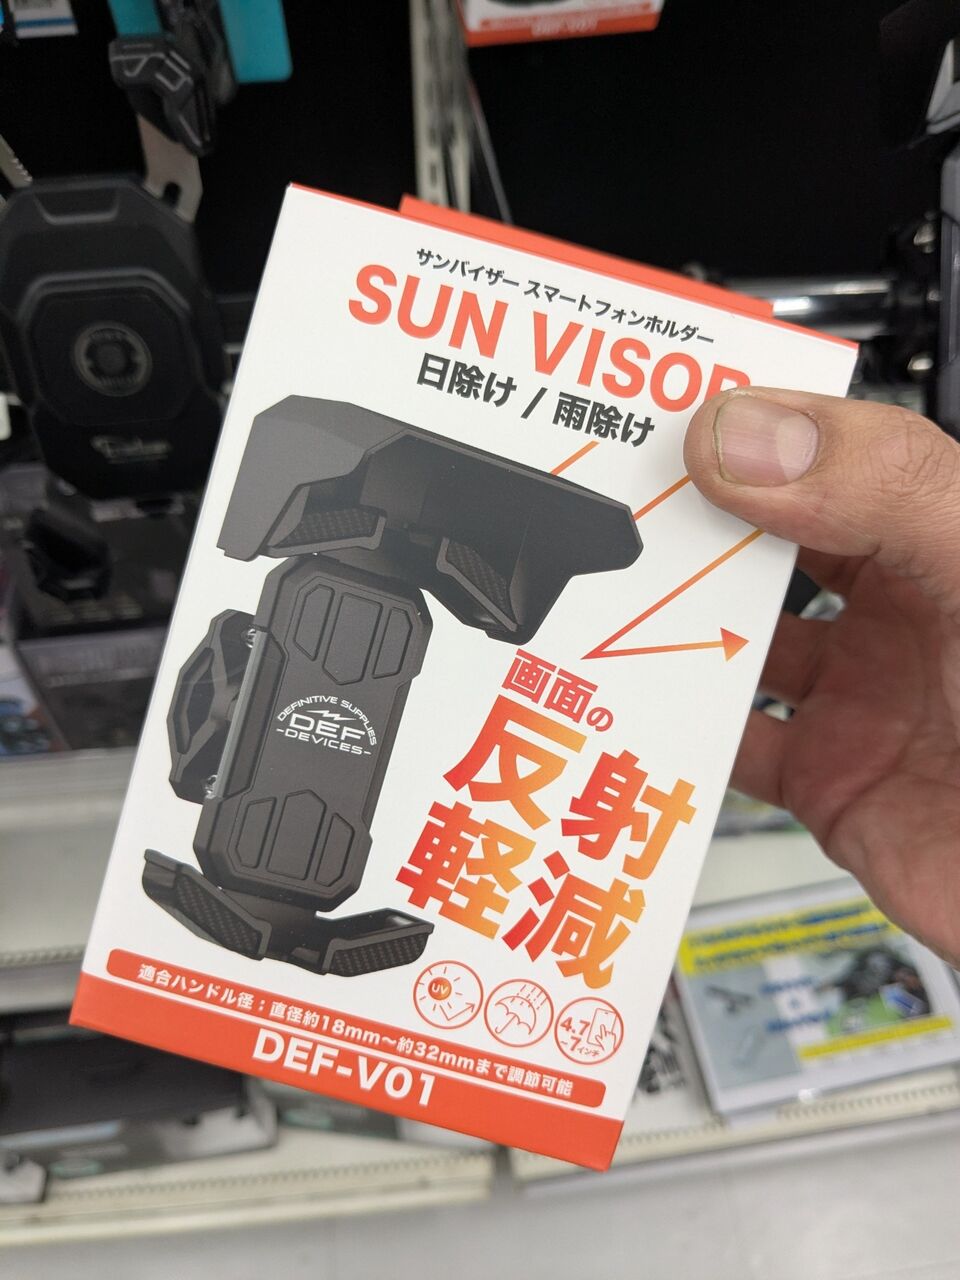 DEF-V01
サンバイザー スマートフォンホルダー
SUN VISOR
日除け / 雨除け
DEFINITIVE SUPPLIES
DEF
-DEVICES-
画面の
反射
軽減
UV
4.7
~7インチ
適合ハンドル径：直径約18mm～約32mmまで調節可能
DEF-V01